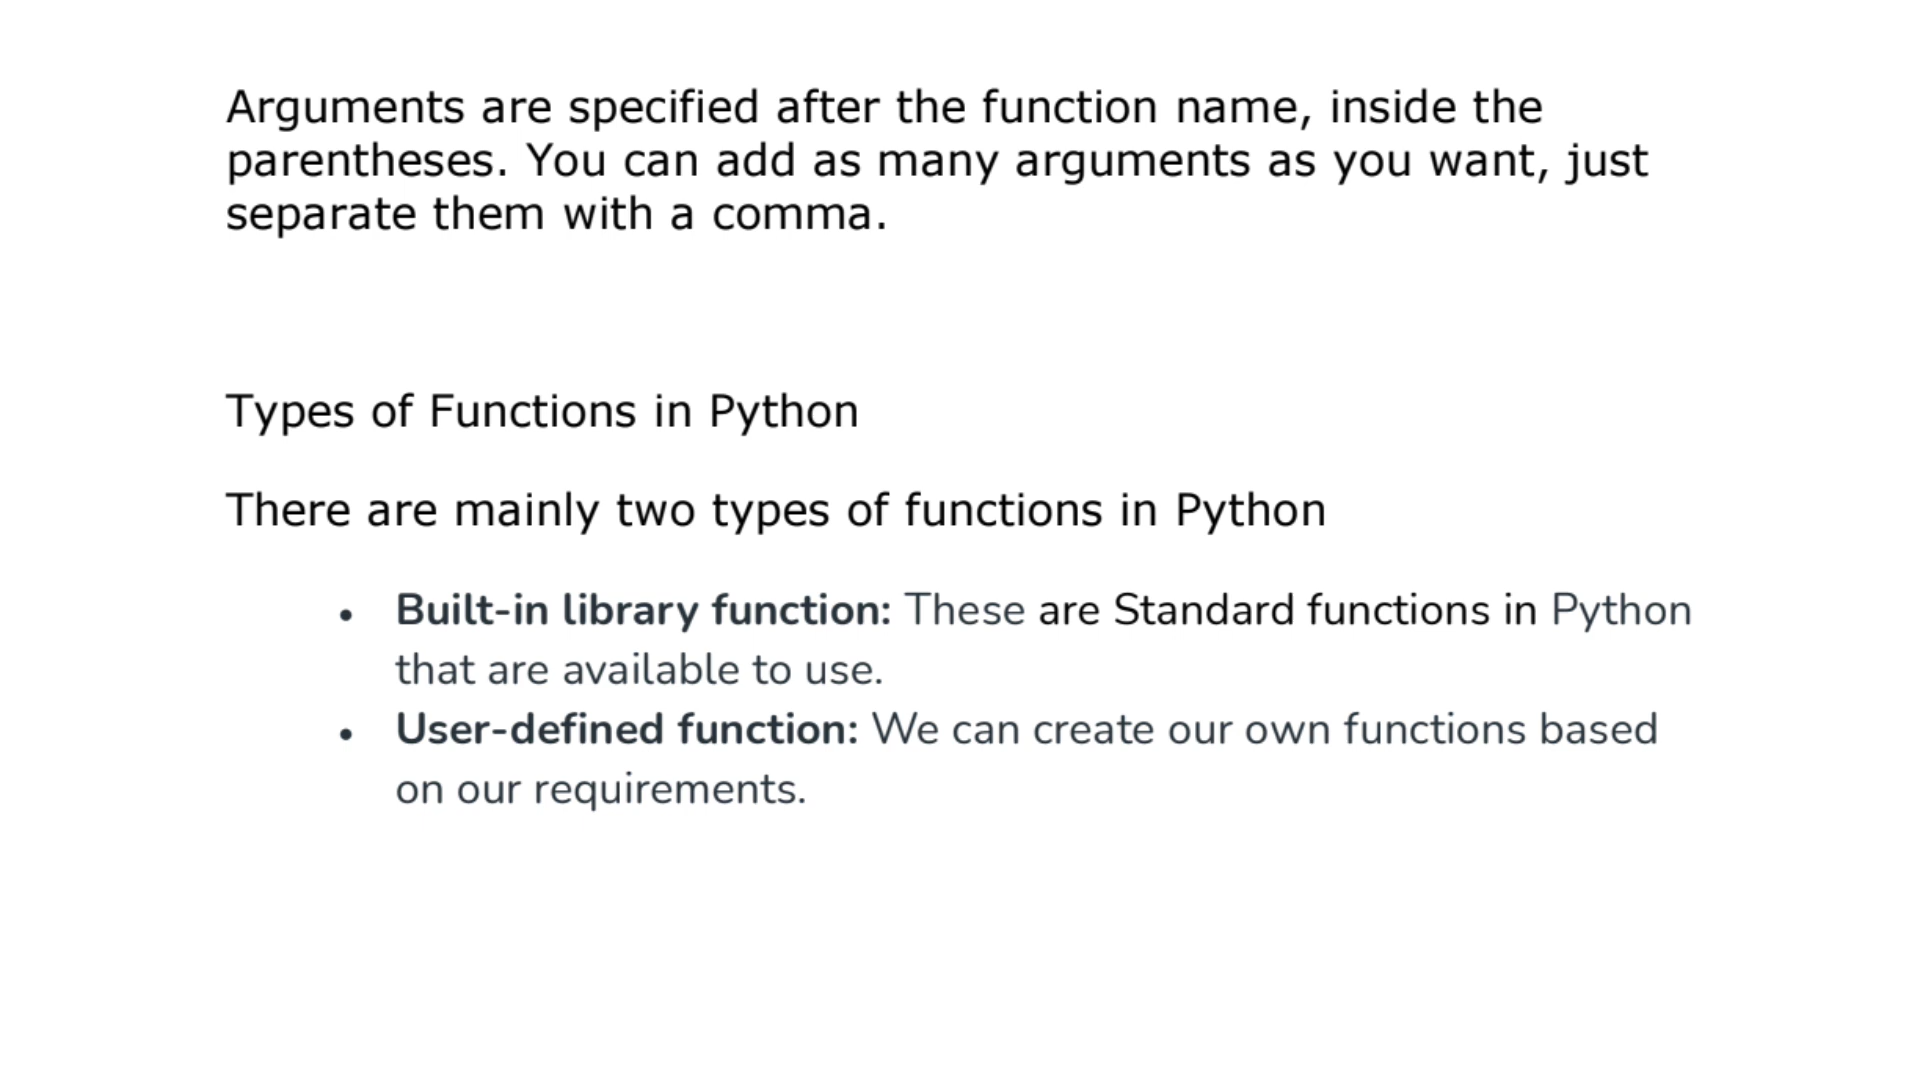 Arguments are specified after the function name, inside the
parentheses. You can add as many arguments as you want, just
separate them with a comma.
Types of Functions in Python
There are mainly two types of functions in Python
• Built-in library function: These are Standard functions in Python
that are available to use.
• User-defined function: We can create our own functions based
on our requirements.